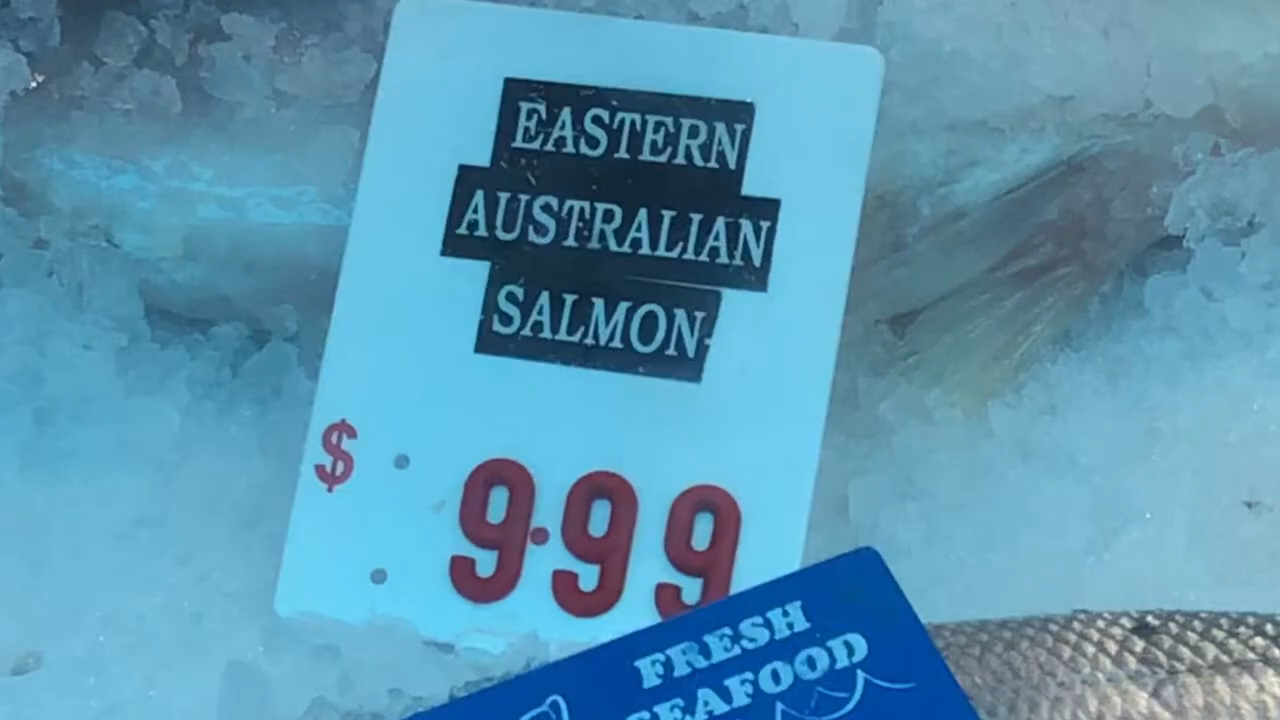 EASTERN
AUSTRALIAN
SALMON
$ 9.99
FRESH
SEAFOOD